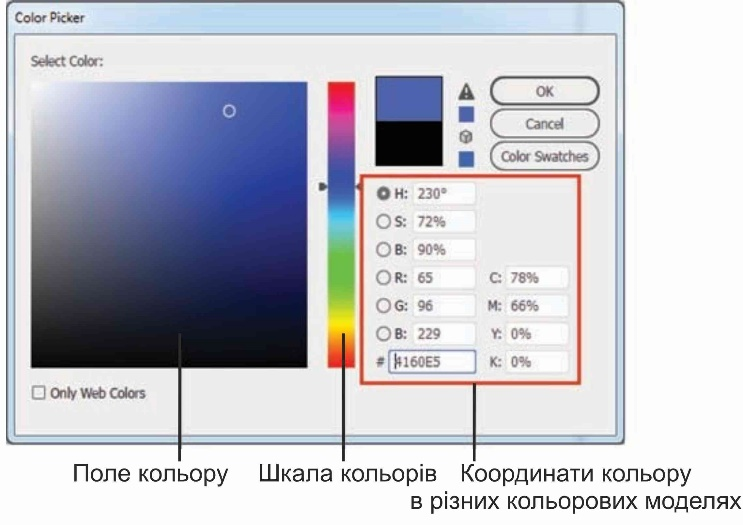 Color Picker
Select Color:
OK
Cancel
Color Swatches
H: 230°
S: 72%
B: 90%
R: 65
C: 78%
G: 96
M: 66%
B: 229
Y: 0%
# 4160E5
K: 0%
Only Web Colors
Поле кольору
Шкала кольорів
Координати кольору
в різних кольорових моделях